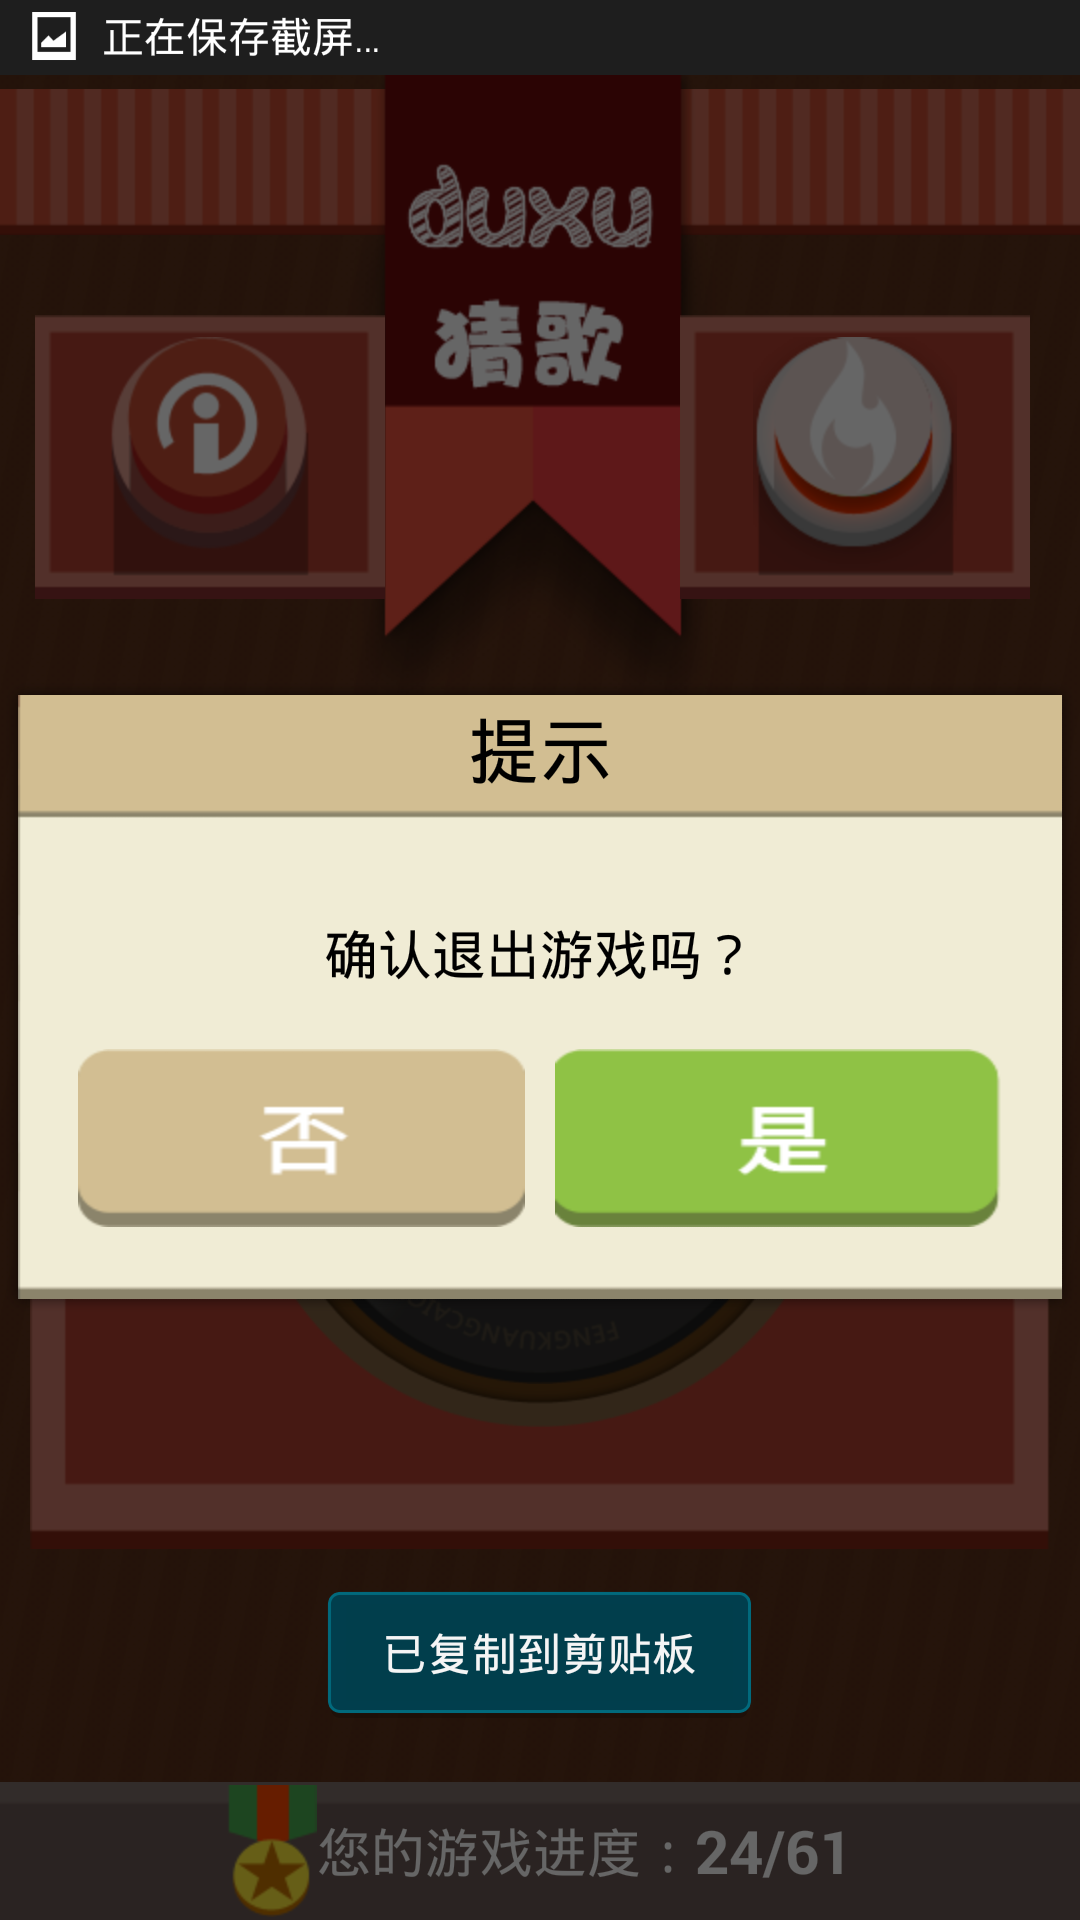 正在保存截屏...
duxu
猜歌
提示
确认退出游戏吗？
否
是
FENGKUANGCAIG
已复制到剪贴板
您的游戏进度：24/61